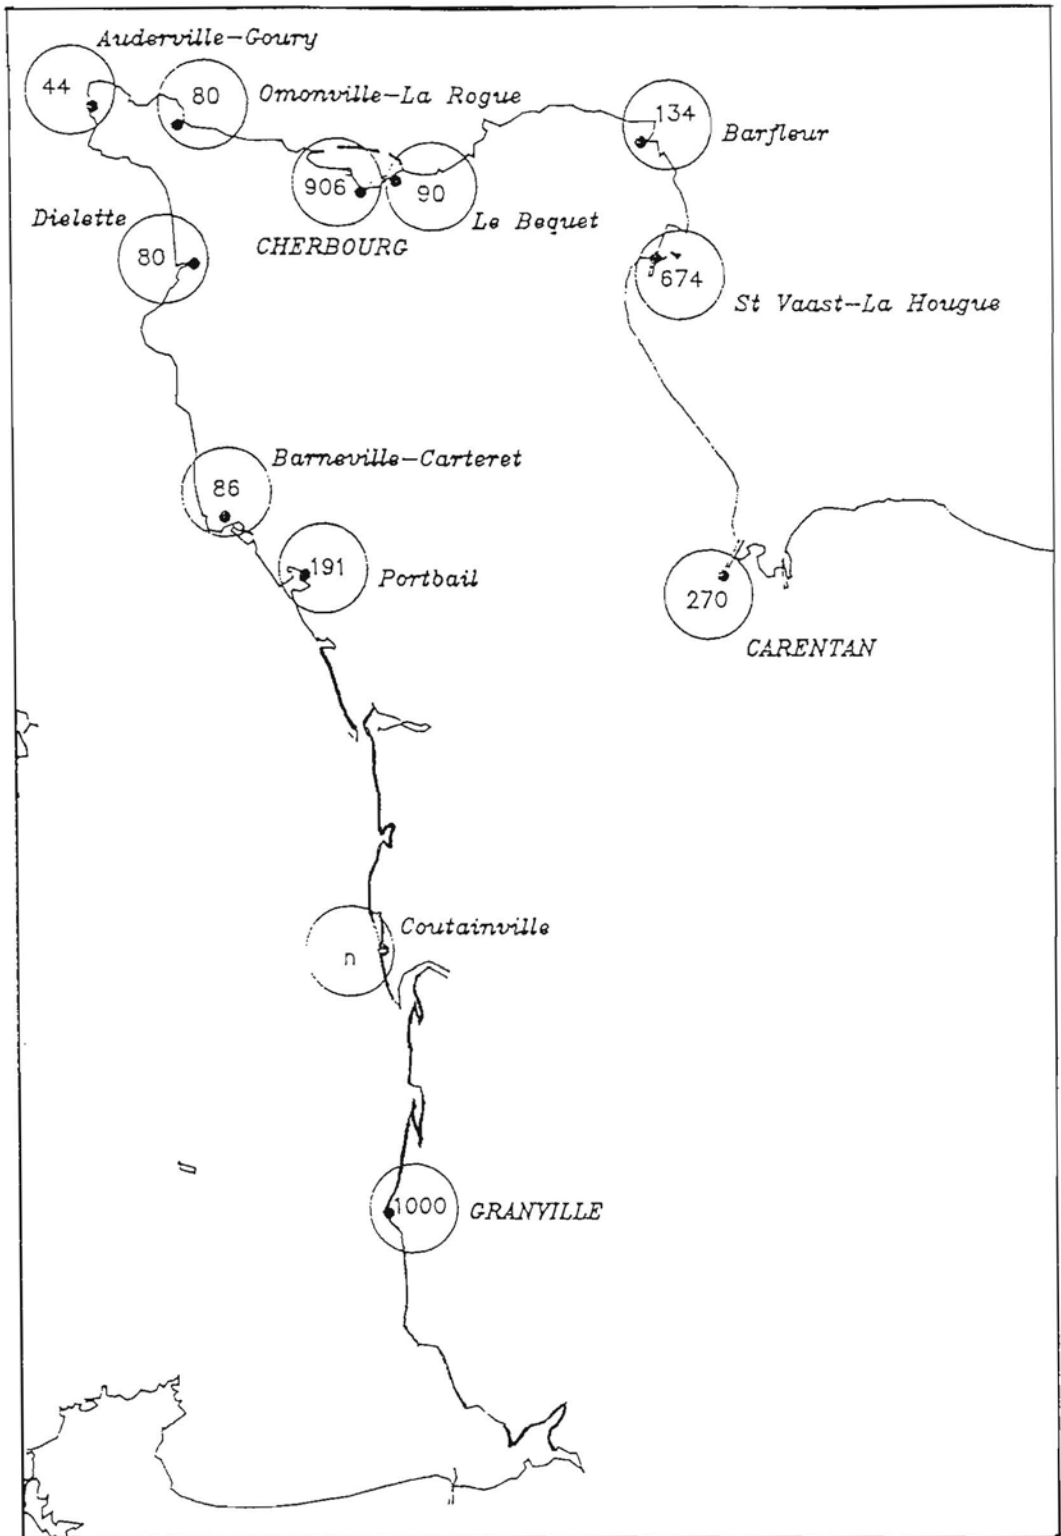 Auderville-Goury
44
80
Omonville-La Rogue
134
Barfleur
906
90
Le Bequet
CHERBOURG
Dielette
80
674
St Vaast-La Hougue
Barneville-Carteret
86
191
Portbail
270
CARENTAN
Coutainville
n
1000
GRANVILLE